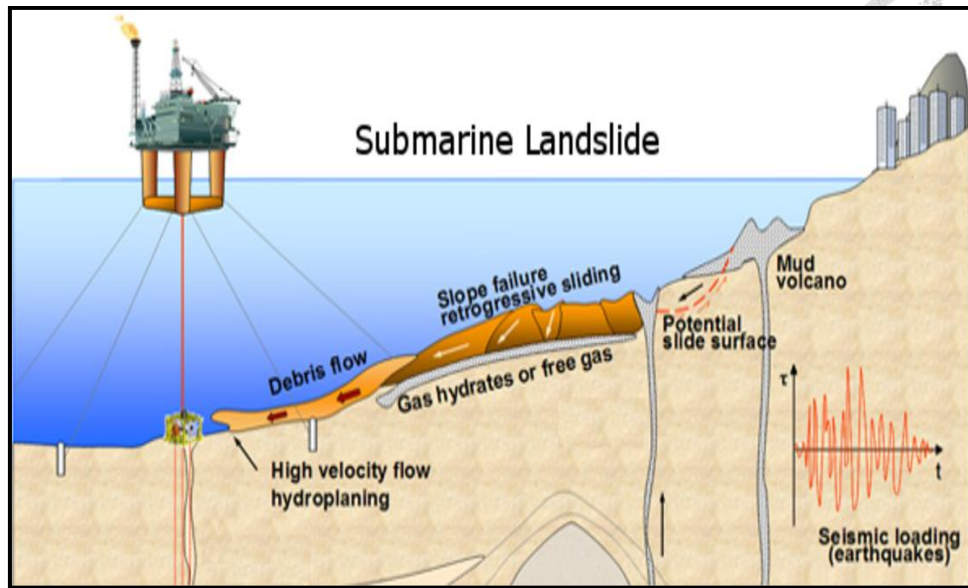 Submarine Landslide
Mud
volcano
Slope failure
retrogressive sliding
Potential
slide surface
Debris flow
Gas hydrates or free gas
τ
t
High velocity flow
hydroplaning
Seismic loading
(earthquakes)